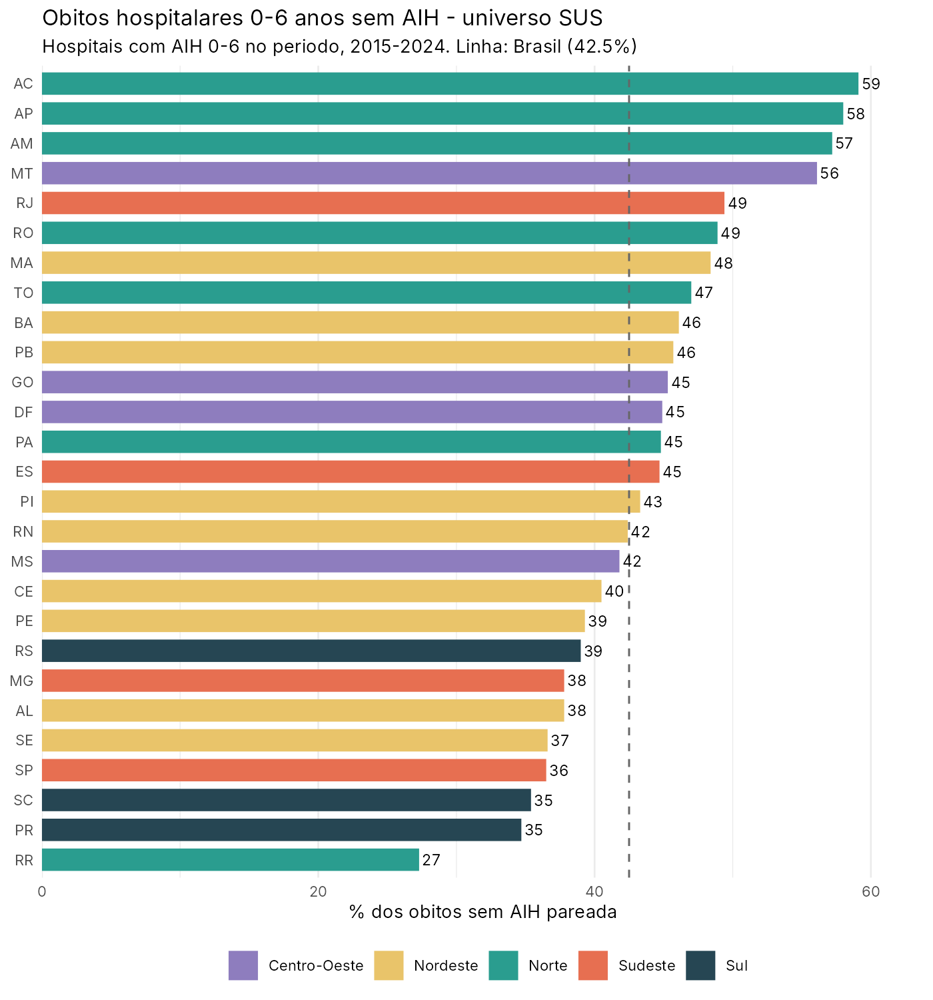 Obitos hospitalares 0-6 anos sem AIH - universo SUS
Hospitais com AIH 0-6 no periodo, 2015-2024. Linha: Brasil (42.5%)
AC 59
AP 58
AM 57
MT 56
RJ 49
RO 49
MA 48
TO 47
BA 46
PB 46
GO 45
DF 45
PA 45
ES 45
PI 43
RN 42
MS 42
CE 40
PE 39
RS 39
MG 38
AL 38
SE 37
SP 36
SC 35
PR 35
RR 27
0 20 40 60
% dos obitos sem AIH pareada
Centro-Oeste Nordeste Norte Sudeste Sul